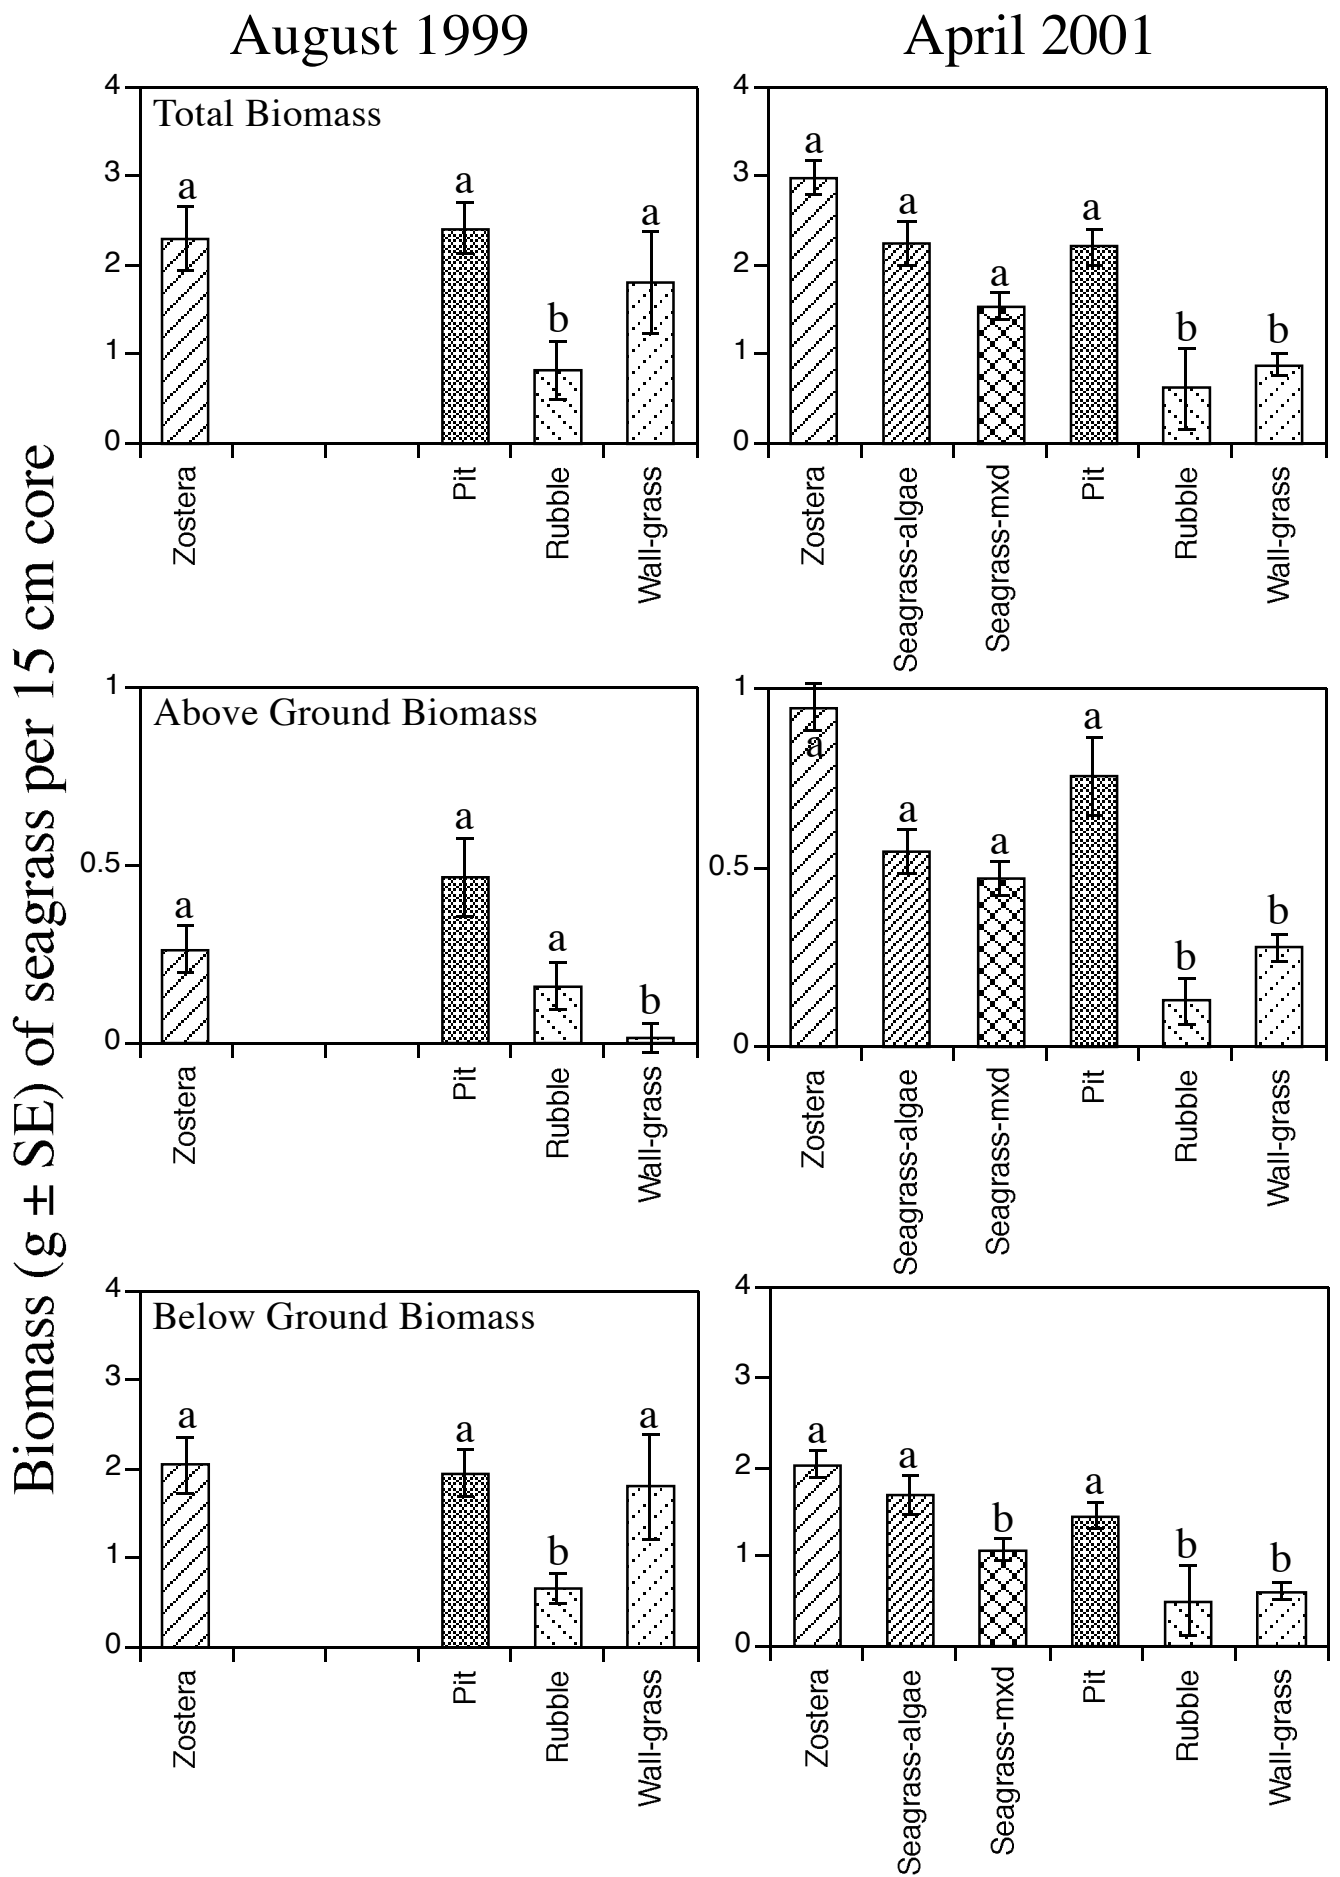 August 1999
April 2001
Biomass (g ± SE) of seagrass per 15 cm core
Total Biomass
4
3
2
1
0
a
a
b
a
Zostera
Pit
Rubble
Wall-grass
4
3
2
1
0
a
a
a
a
b
b
Zostera
Seagrass-algae
Seagrass-mxd
Pit
Rubble
Wall-grass
Above Ground Biomass
1
0.5
0
a
a
a
b
Zostera
Pit
Rubble
Wall-grass
1
0.5
0
a
a
a
a
b
b
Zostera
Seagrass-algae
Seagrass-mxd
Pit
Rubble
Wall-grass
Below Ground Biomass
4
3
2
1
0
a
a
b
a
Zostera
Pit
Rubble
Wall-grass
4
3
2
1
0
a
a
b
a
b
b
Zostera
Seagrass-algae
Seagrass-mxd
Pit
Rubble
Wall-grass